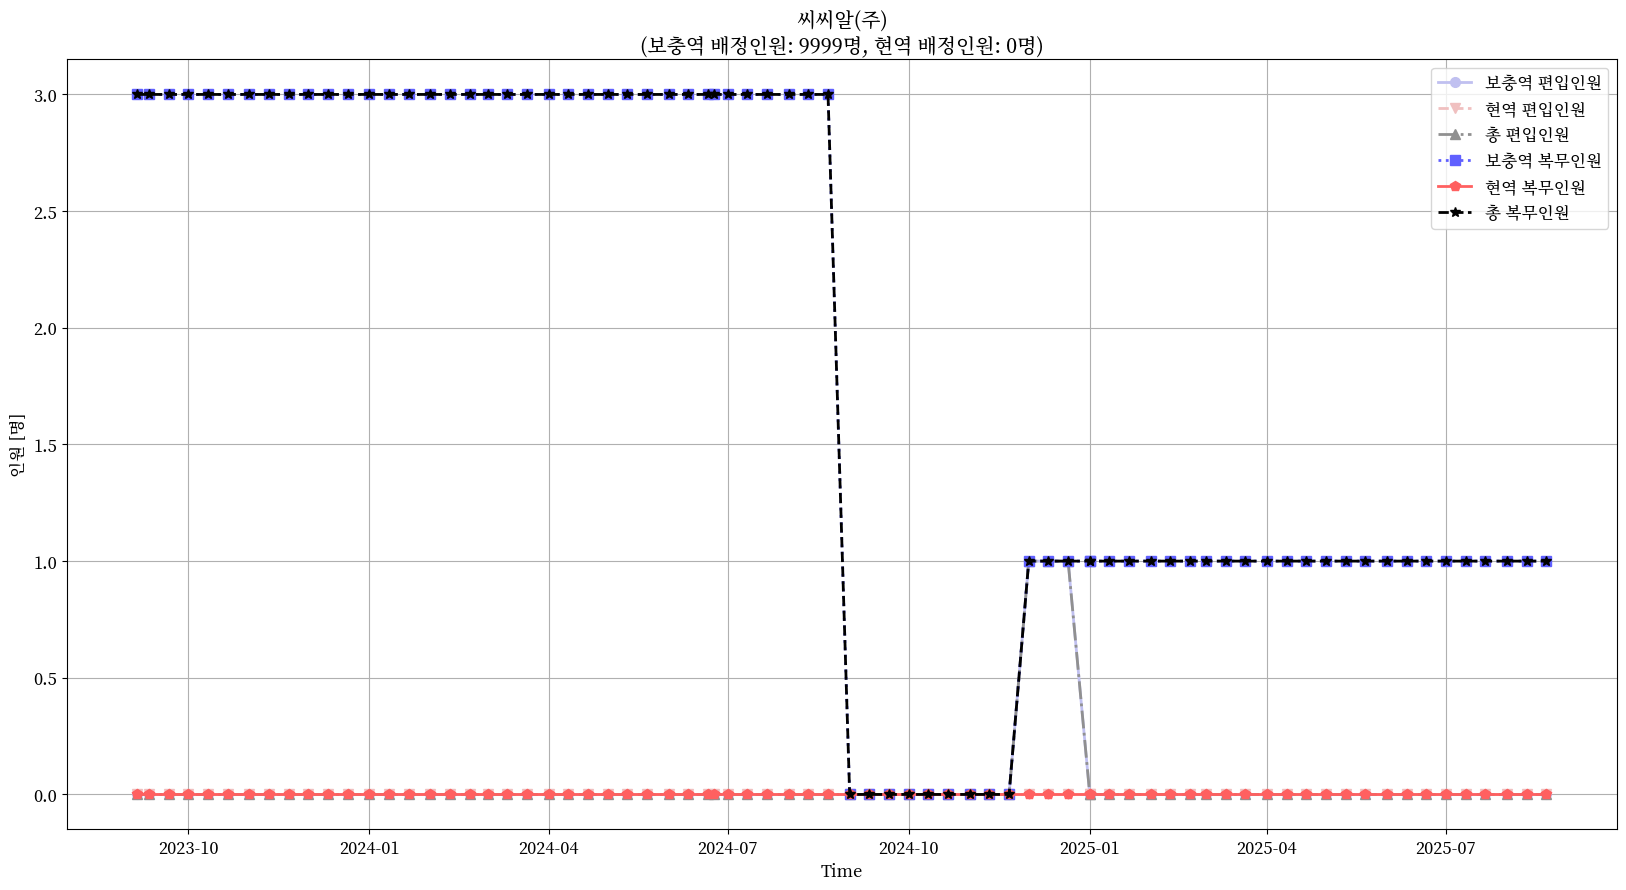 씨씨알(주)
(보충역 배정인원: 9999명, 현역 배정인원: 0명)
보충역 편입인원
현역 편입인원
총 편입인원
보충역 복무인원
현역 복무인원
총 복무인원
3.0
2.5
2.0
1.5
1.0
0.5
0.0
인원 [명]
2023-10
2024-01
2024-04
2024-07
2024-10
2025-01
2025-04
2025-07
Time